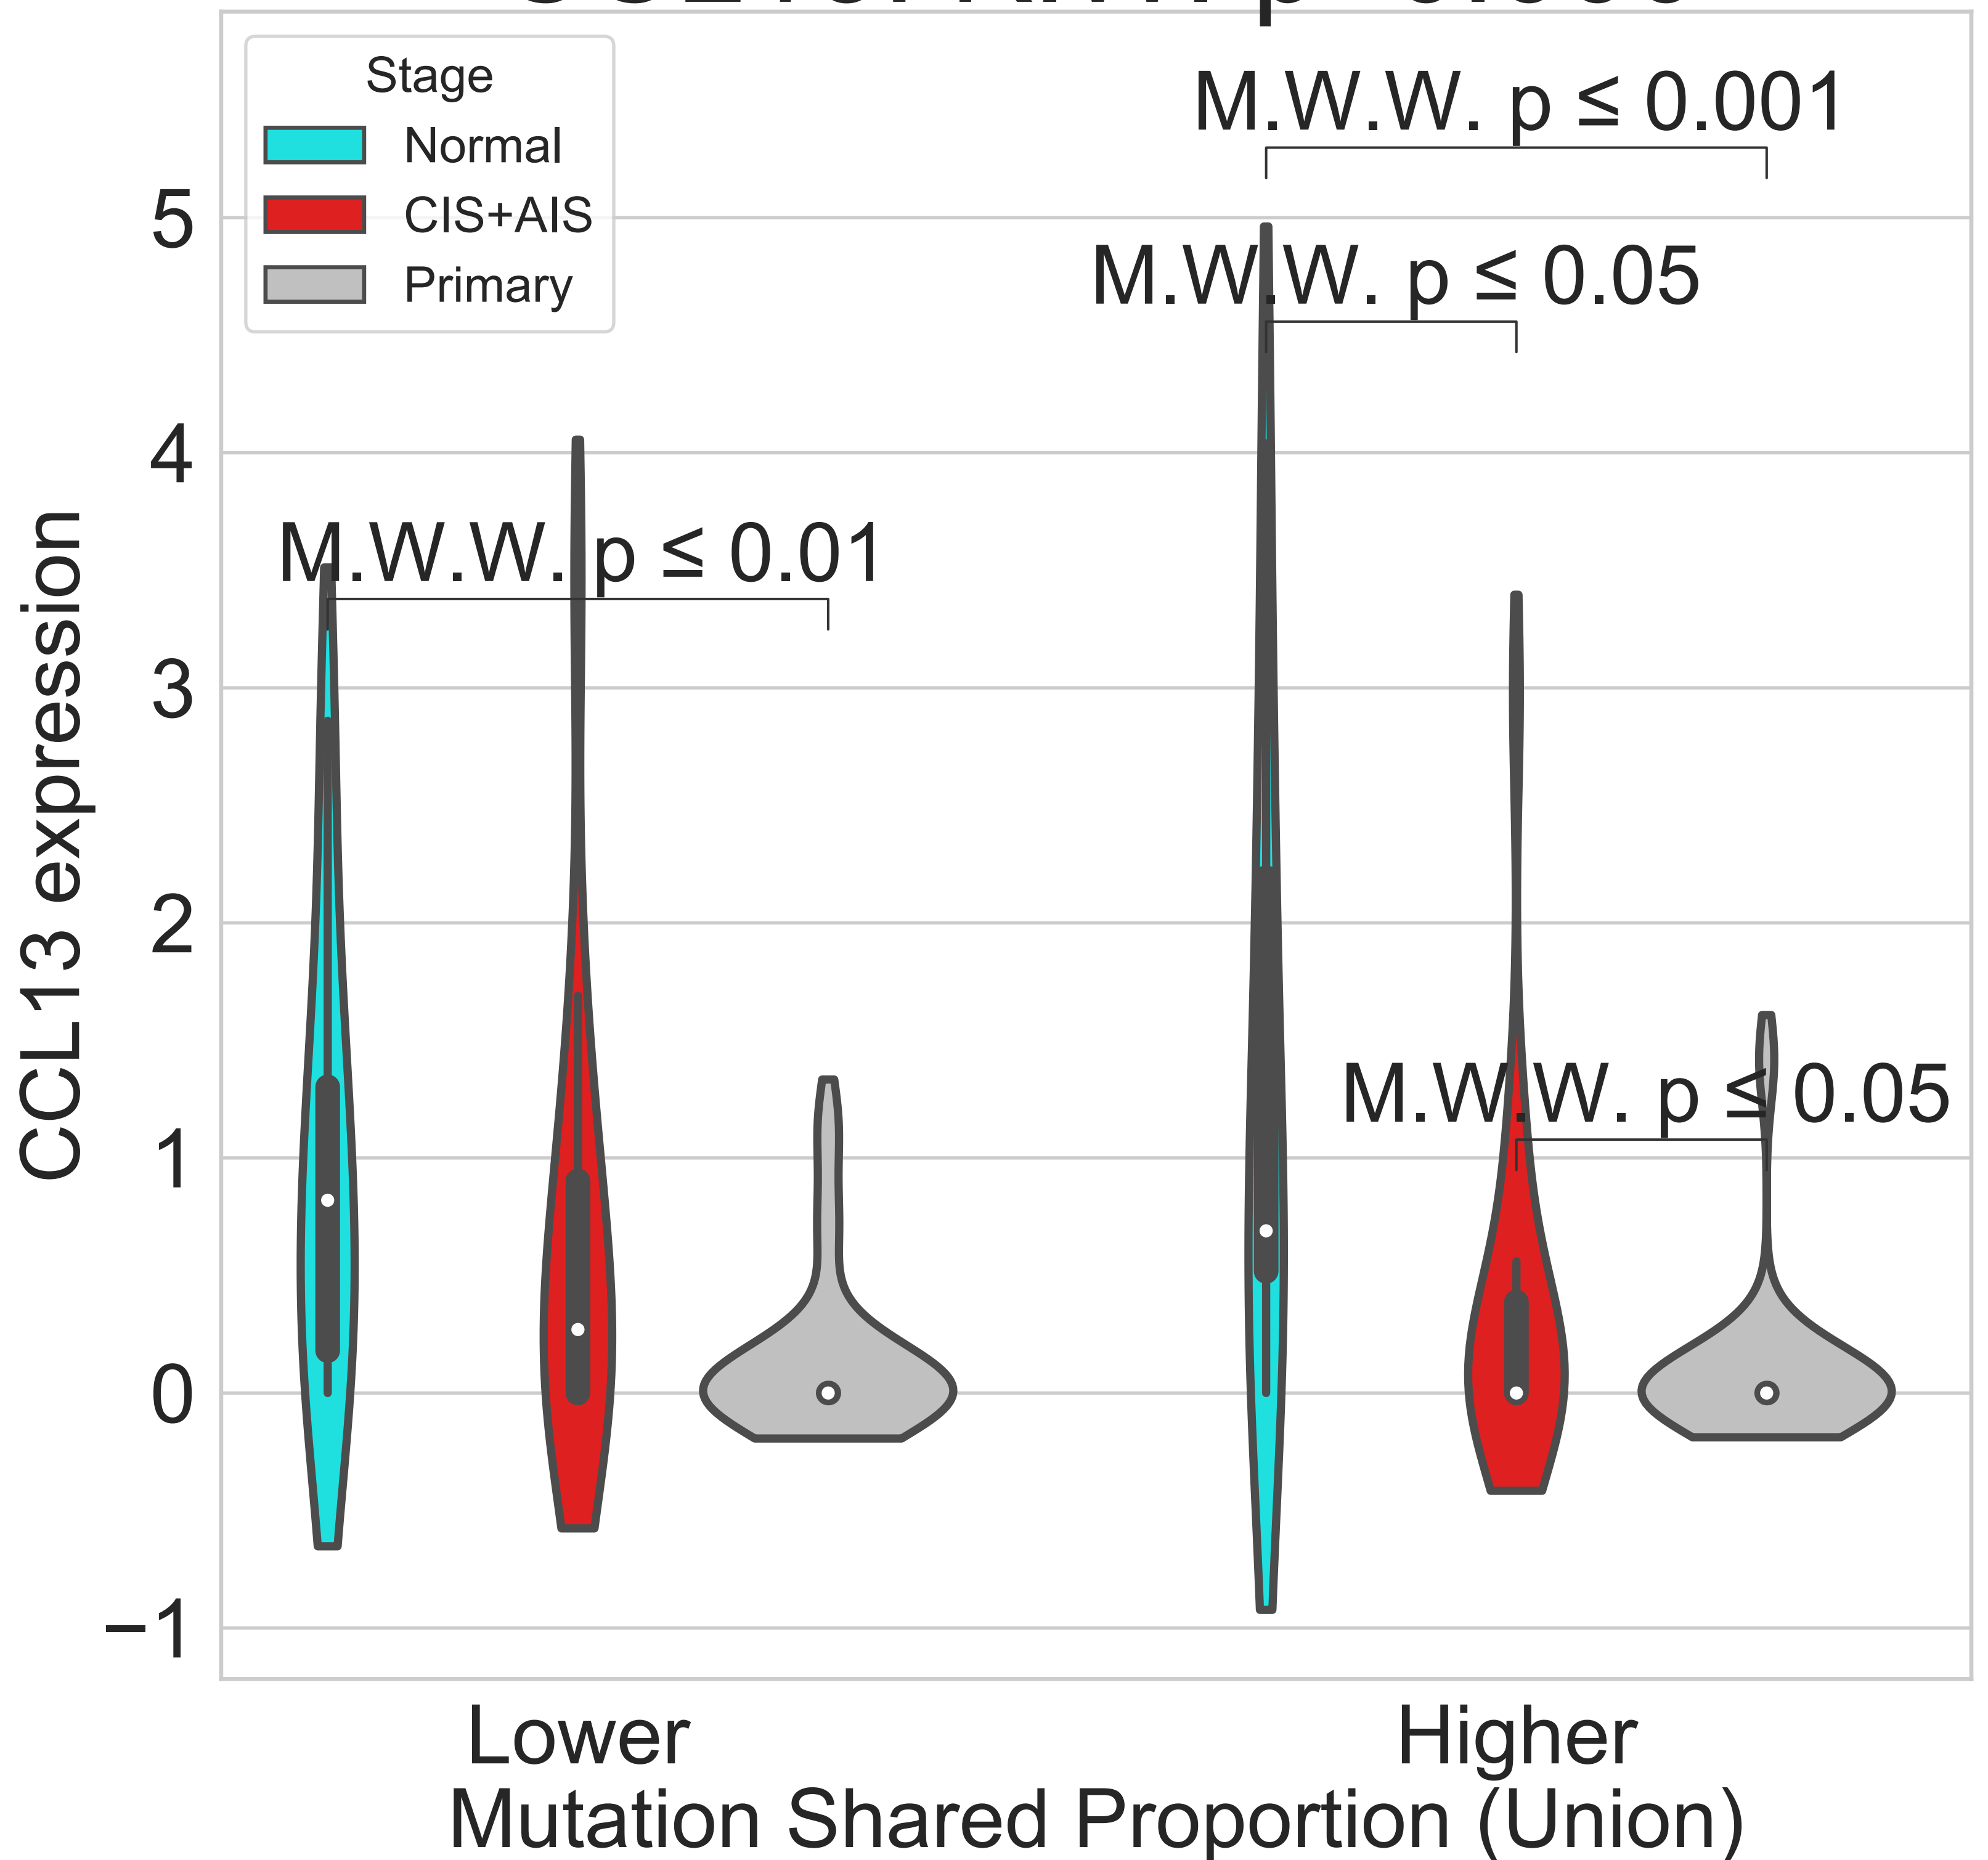 Stage
Normal
CIS+AIS
Primary
M.W.W. p ≤ 0.001
M.W.W. p ≤ 0.05
M.W.W. p ≤ 0.01
M.W.W. p ≤ 0.05
5
4
3
2
1
0
−1
CCL13 expression
Lower
Higher
Mutation Shared Proportion (Union)